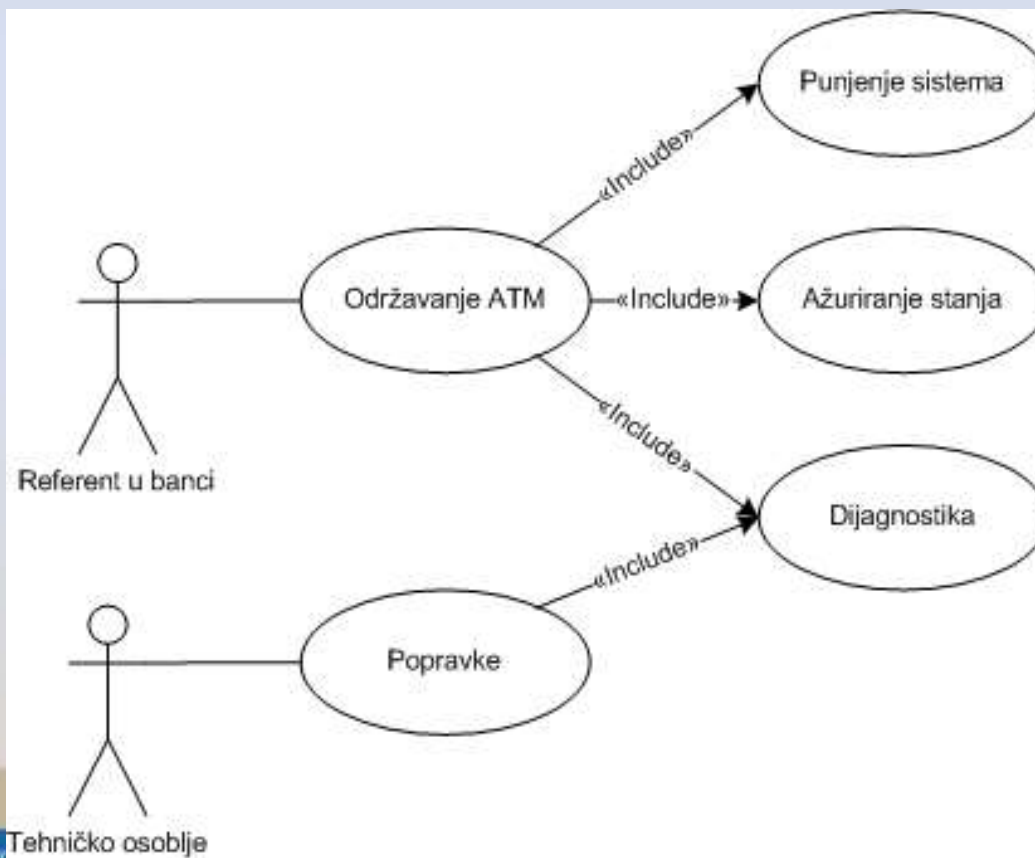 Punjenje sistema
«Include»
Održavanje ATM
«Include»
Ažuriranje stanja
Referent u banci
«Include»
Dijagnostika
«Include»
Popravke
Tehničko osoblje